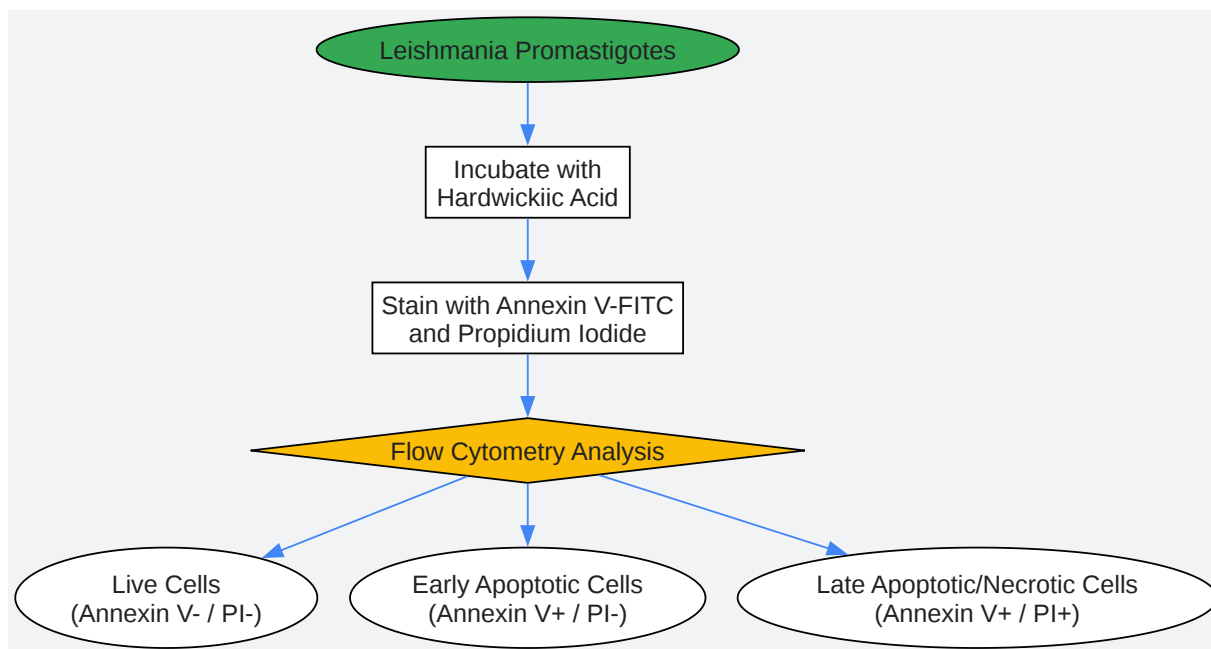 Leishmania Promastigotes
Incubate with
Hardwickiic Acid
Stain with Annexin V-FITC
and Propidium Iodide
Flow Cytometry Analysis
Live Cells
(Annexin V- / PI-)
Early Apoptotic Cells
(Annexin V+ / PI-)
Late Apoptotic/Necrotic Cells
(Annexin V+ / PI+)